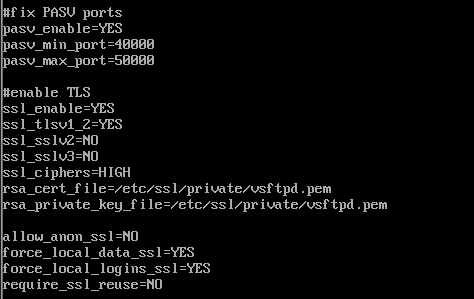 #fix PASV ports
pasv_enable=YES
pasv_min_port=40000
pasv_max_port=50000
#enable TLS
ssl_enable=YES
ssl_tlsv1_2=YES
ssl_sslv2=NO
ssl_sslv3=NO
ssl_ciphers=HIGH
rsa_cert_file=/etc/ssl/private/vsftpd.pem
rsa_private_key_file=/etc/ssl/private/vsftpd.pem
allow_anon_ssl=NO
force_local_data_ssl=YES
force_local_logins_ssl=YES
require_ssl_reuse=NO